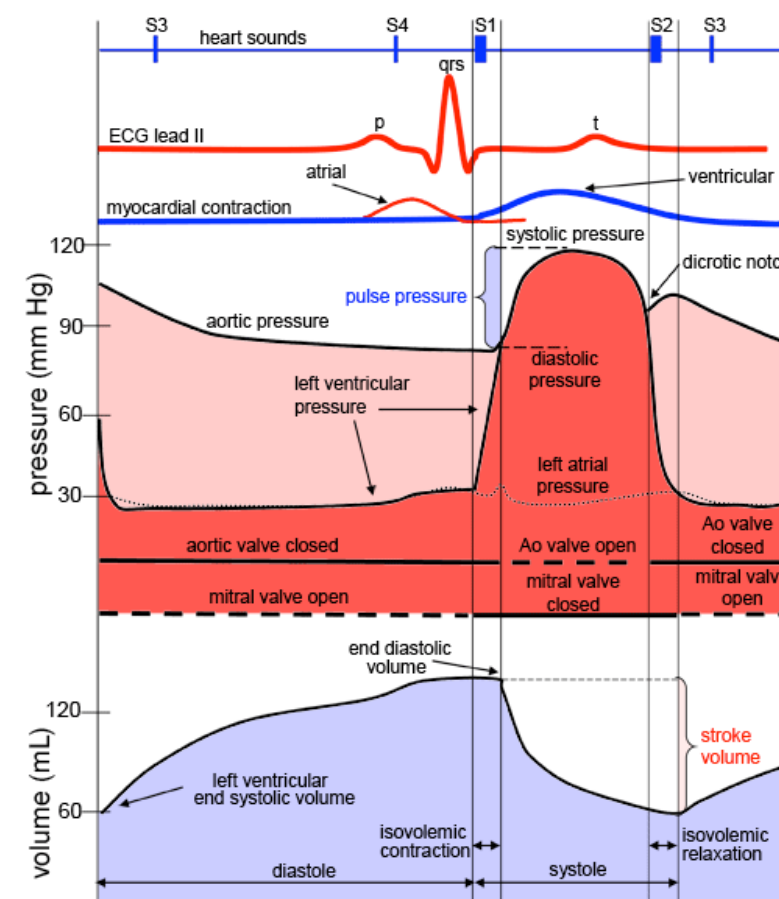 S3 S4 S1 S2 S3
heart sounds
qrs
p t
ECG lead II
atrial
ventricular
myocardial contraction
systolic pressure
120
dicrotic notc
pulse pressure
aortic pressure
90
diastolic
pressure
left ventricular
pressure
60
pressure (mm Hg)
left atrial
pressure
30
Ao valve
closed
aortic valve closed
Ao valve open
mitral valve open
mitral valve
closed
mitral valv
open
end diastolic
volume
120
stroke
volume
volume (mL)
left ventricular
end systolic volume
60
isovolemic
contraction
isovolemic
relaxation
diastole
systole